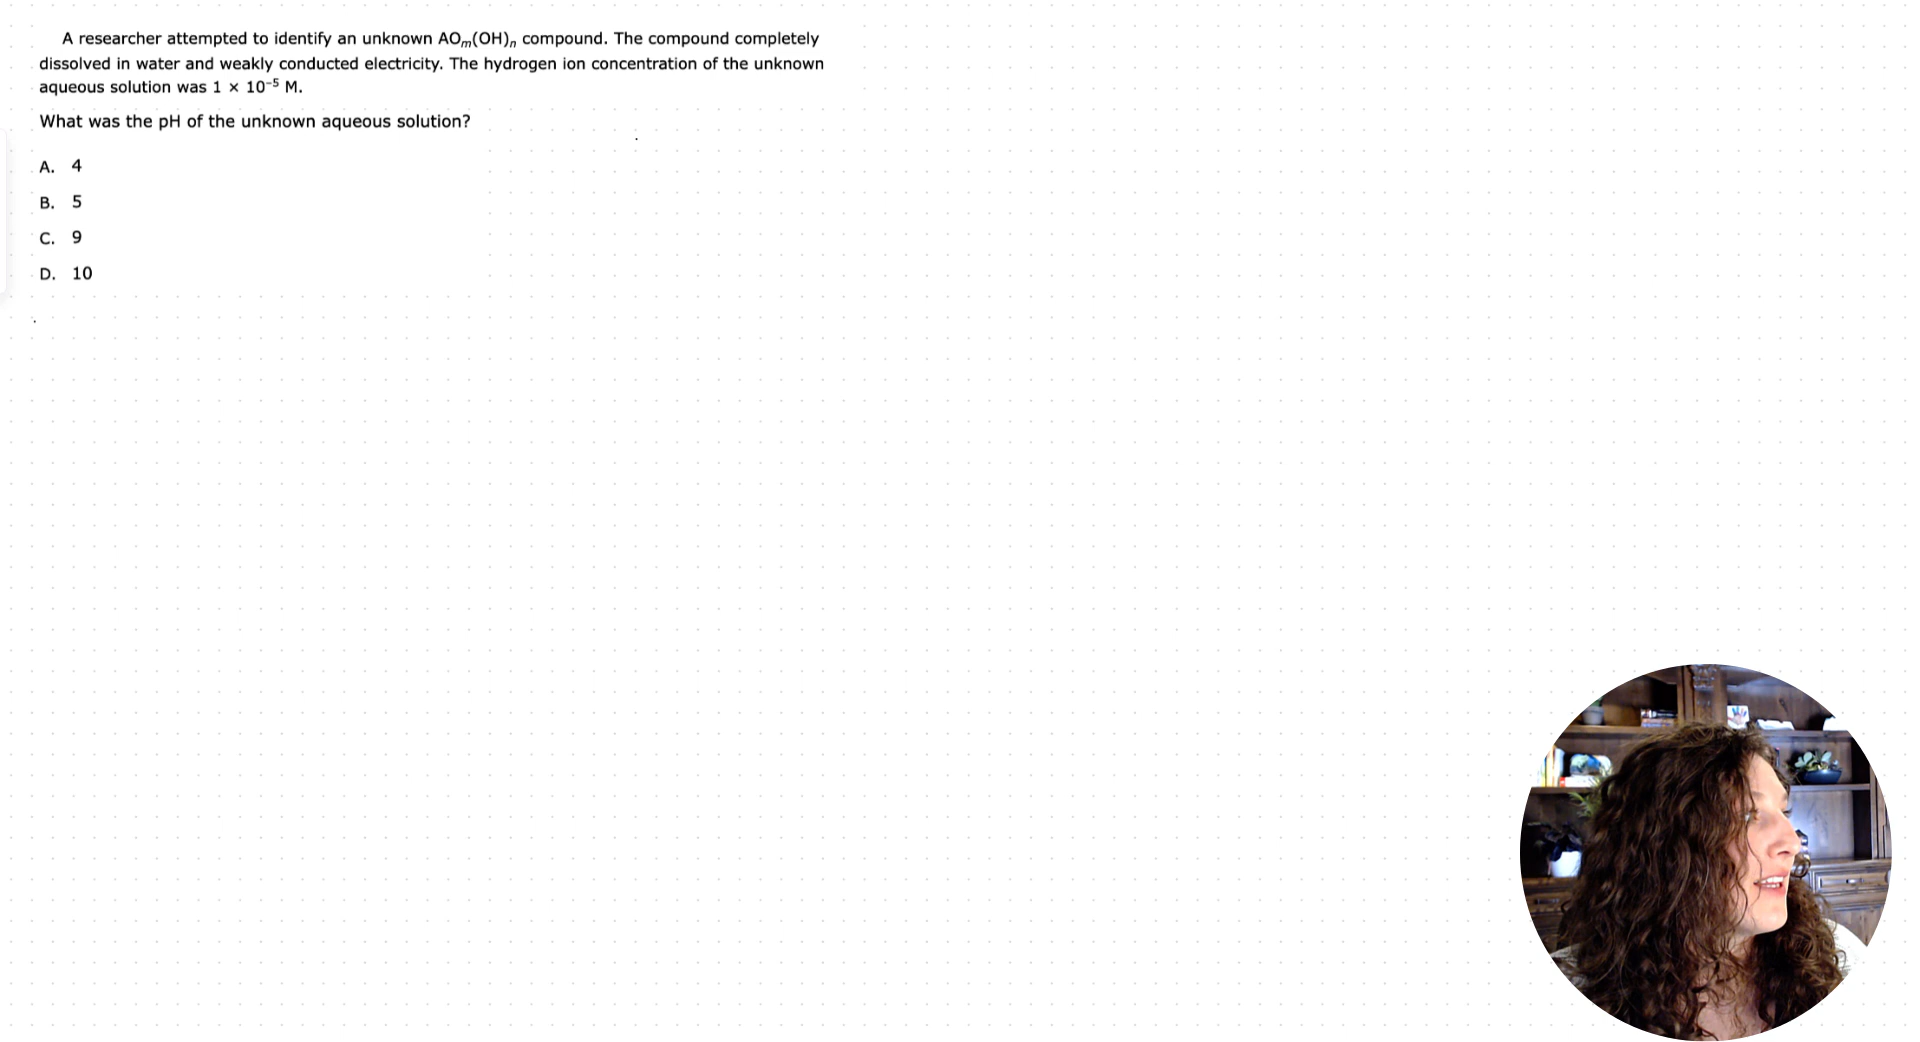 A researcher attempted to identify an unknown AOₘ(OH)ₙ compound. The compound completely
dissolved in water and weakly conducted electricity. The hydrogen ion concentration of the unknown
aqueous solution was 1 × 10⁻⁵ M.
What was the pH of the unknown aqueous solution?
A. 4
B. 5
C. 9
D. 10